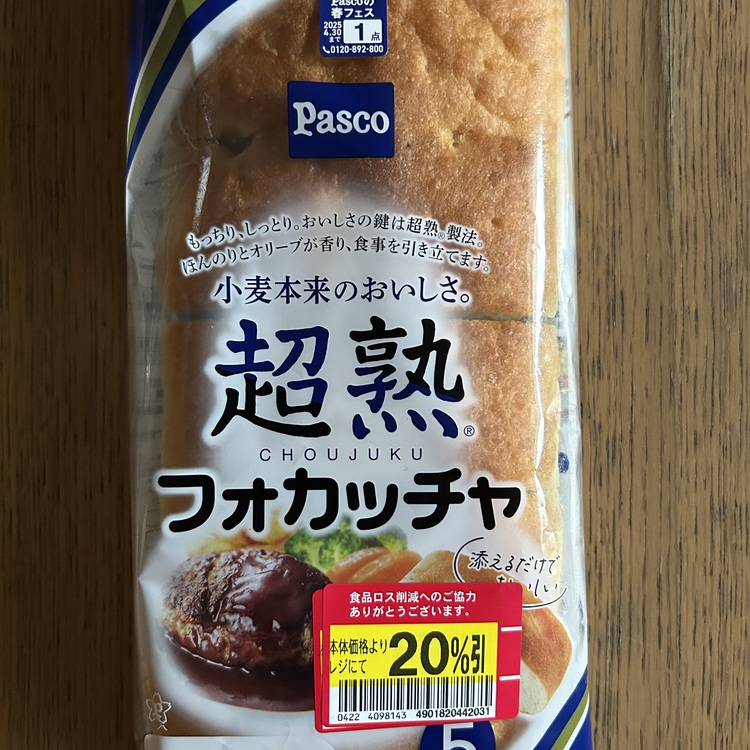 Pascoの
春フェス
2025
4.30
まで
1点
0120-892-800
Pasco
もっちり、しっとり。おいしさの鍵は超熟®製法。
ほんのりとオリーブが香り、食事を引き立てます。
小麦本来のおいしさ。
超熟®
CHOUJUKU
フォカッチャ
添えるだけで
おいしい
食品ロス削減へのご協力
ありがとうございます。
本体価格より
レジにて
20%引
0422 4098143 4901820442031
5